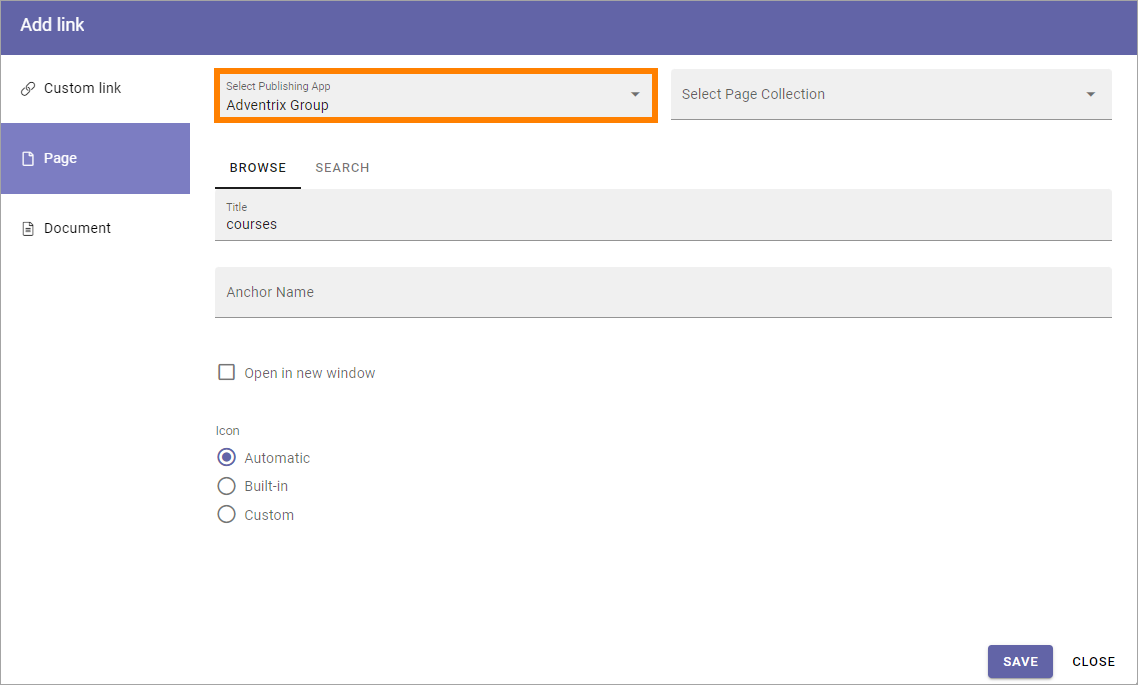 Add link
Custom link
Page
Document
Select Publishing App
Adventrix Group
Select Page Collection
BROWSE
SEARCH
Title
courses
Anchor Name
Open in new window
Icon
Automatic
Built-in
Custom
SAVE
CLOSE